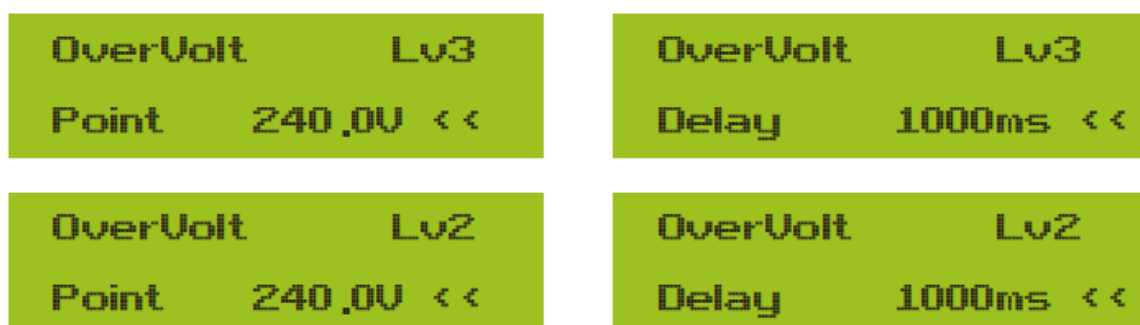 OverVolt Lv3
Point 240.0V <<
OverVolt Lv3
Delay 1000ms <<
OverVolt Lv2
Point 240.0V <<
OverVolt Lv2
Delay 1000ms <<